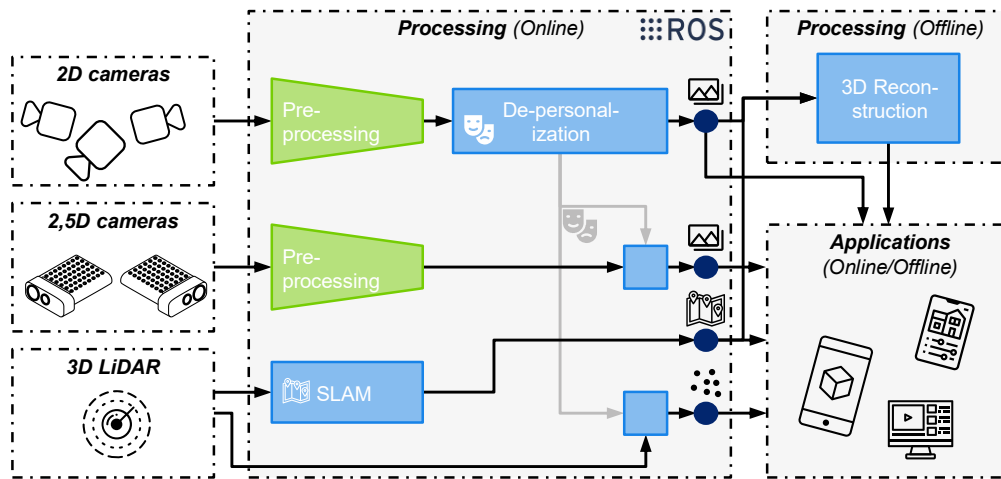 2D cameras
2,5D cameras
3D LiDAR
Processing (Online)
ROS
Pre-
processing
De-personal-
ization
Pre-
processing
SLAM
Processing (Offline)
3D Recon-
struction
Applications
(Online/Offline)